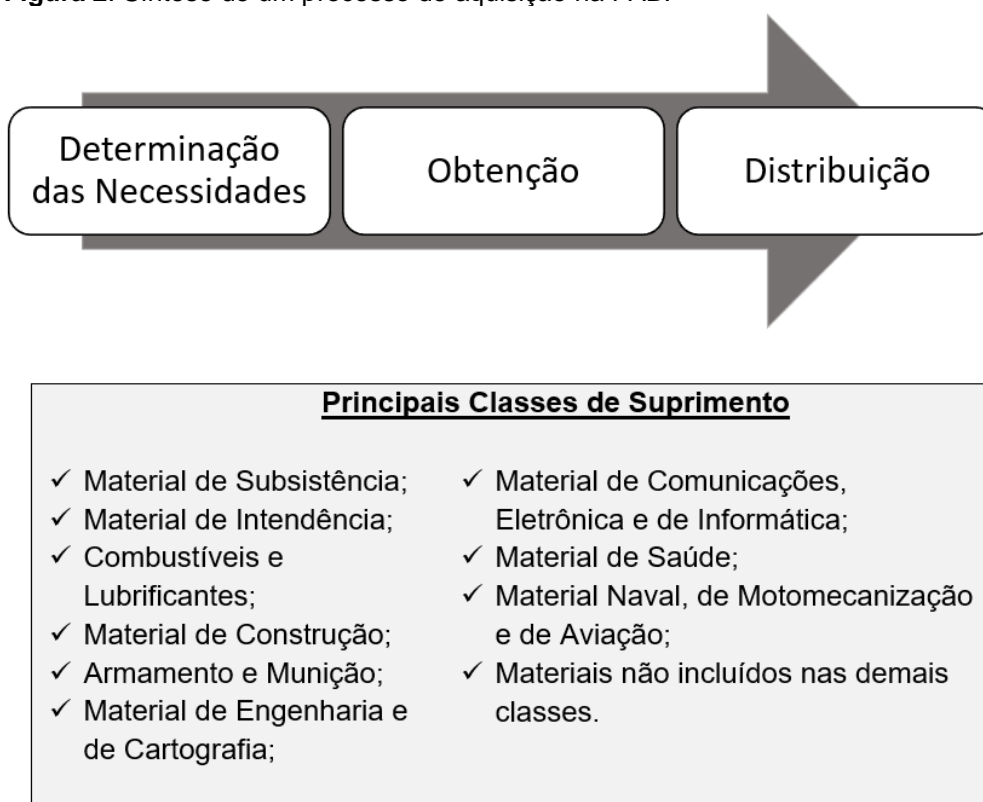 Determinação
das Necessidades
Obtenção
Distribuição
Principais Classes de Suprimento
✓ Material de Subsistência;
✓ Material de Intendência;
✓ Combustíveis e
Lubrificantes;
✓ Material de Construção;
✓ Armamento e Munição;
✓ Material de Engenharia e
de Cartografia;
✓ Material de Comunicações,
Eletrônica e de Informática;
✓ Material de Saúde;
✓ Material Naval, de Motomecanização
e de Aviação;
✓ Materiais não incluídos nas demais
classes.